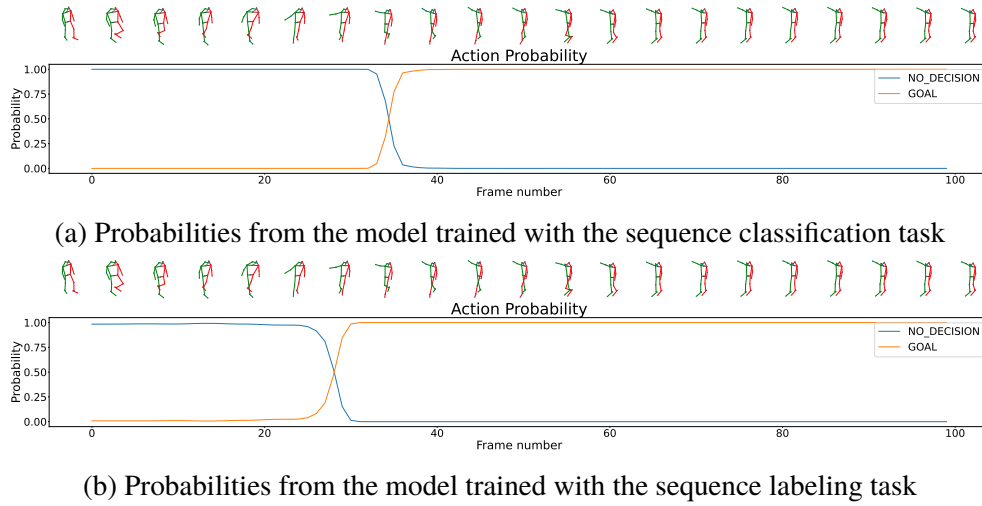 Action Probability
1.00
0.75
0.50
0.25
0.00
Probability
NO_DECISION
GOAL
0 20 40 60 80 100
Frame number
(a) Probabilities from the model trained with the sequence classification task
Action Probability
1.00
0.75
0.50
0.25
0.00
Probability
NO_DECISION
GOAL
0 20 40 60 80 100
Frame number
(b) Probabilities from the model trained with the sequence labeling task